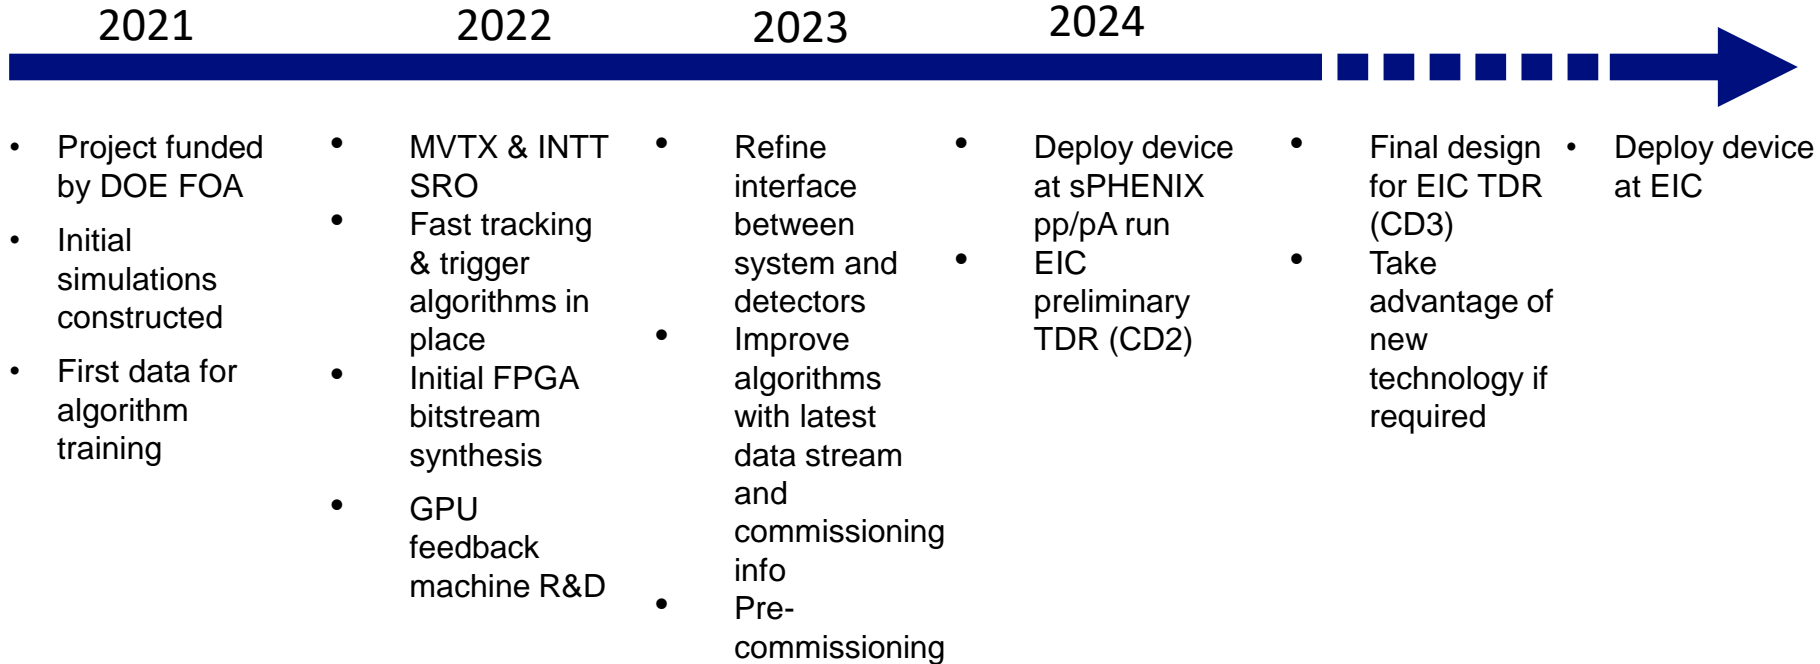 2021
2022
2023
2024
• Project funded
by DOE FOA
• Initial
simulations
constructed
• First data for
algorithm
training
• MVTX & INTT
SRO
• Fast tracking
& trigger
algorithms in
place
• Initial FPGA
bitstream
synthesis
• GPU
feedback
machine R&D
• Refine
interface
between
system and
detectors
• Improve
algorithms
with latest
data stream
and
commissioning
info
• Pre-
commissioning
• Deploy device
at sPHENIX
pp/pA run
• EIC
preliminary
TDR (CD2)
• Final design
for EIC TDR
(CD3)
• Take
advantage of
new
technology if
required
• Deploy device
at EIC